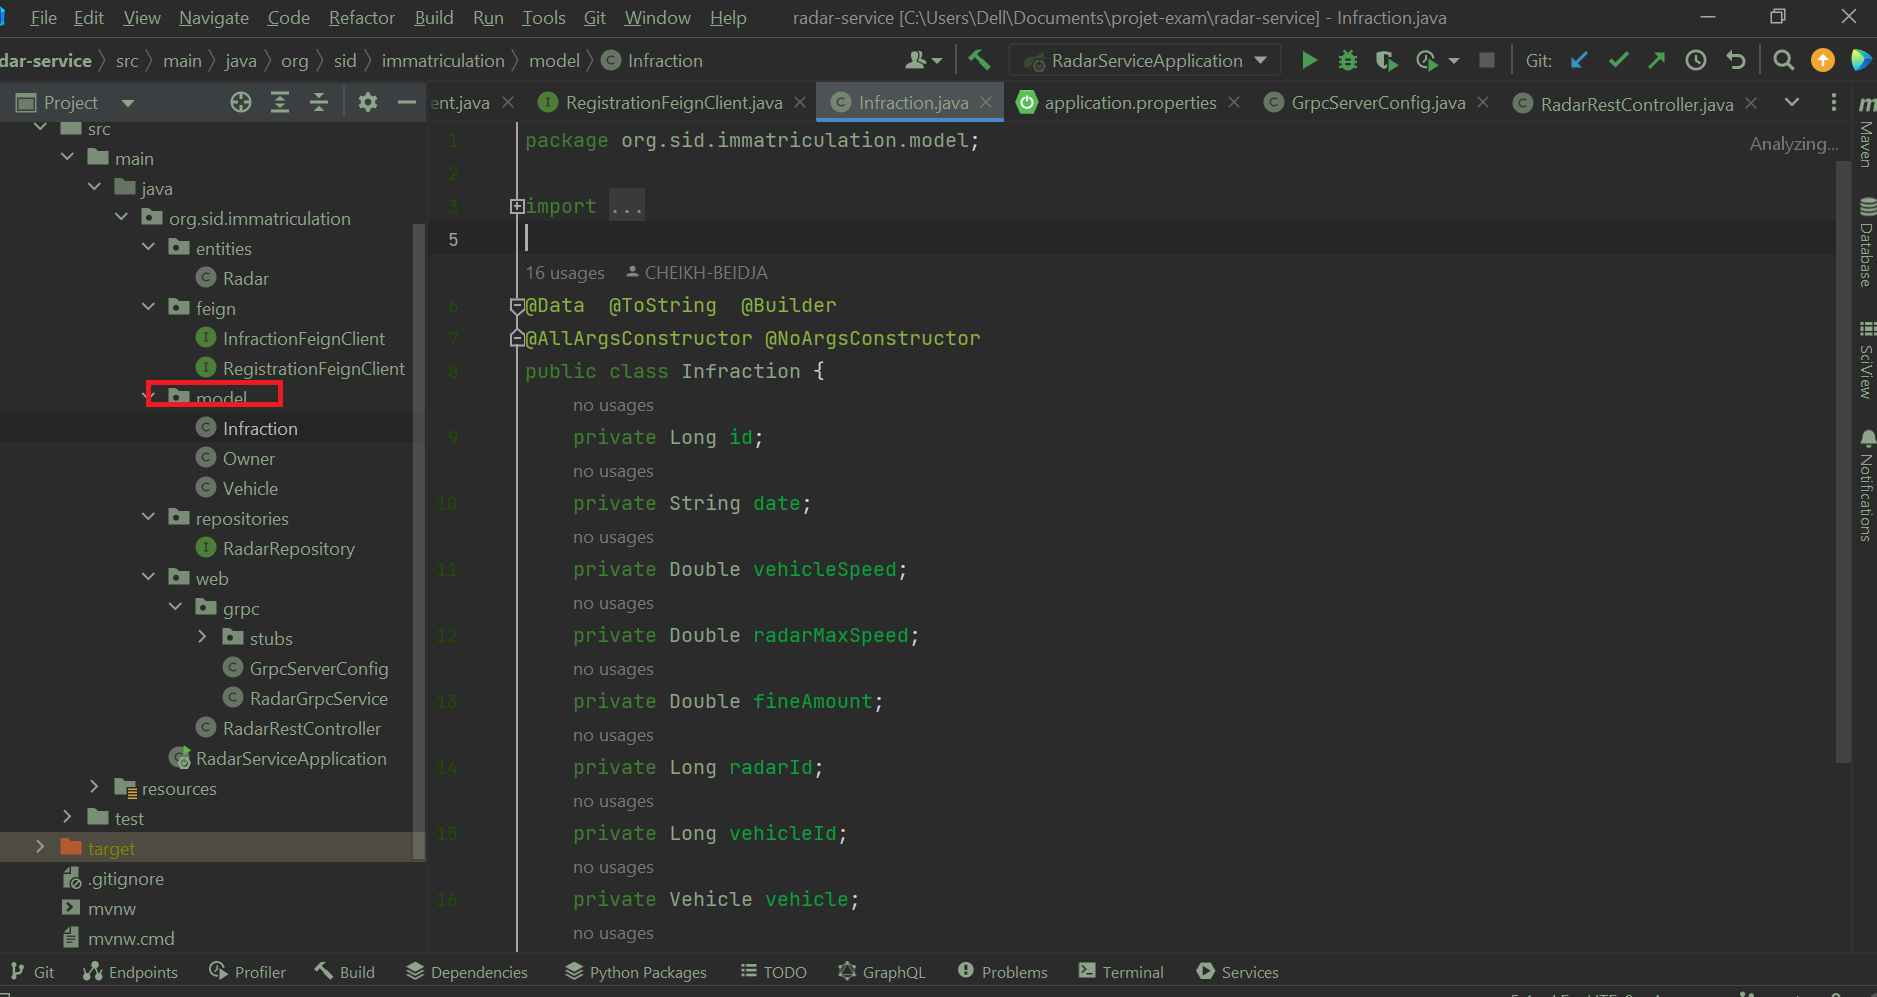 File Edit View Navigate Code Refactor Build Run Tools Git Window Help radar-service [C:\Users\Dell\Documents\projet-exam\radar-service] - Infraction.java
dar-service src main java org sid immatriculation model Infraction RadarServiceApplication Git:
Project ent.java RegistrationFeignClient.java Infraction.java application.properties GrpcServerConfig.java RadarRestController.java
src
main
java
org.sid.immatriculation
entities
Radar
feign
InfractionFeignClient
RegistrationFeignClient
model
Infraction
Owner
Vehicle
repositories
RadarRepository
web
grpc
stubs
GrpcServerConfig
RadarGrpcService
RadarRestController
RadarServiceApplication
resources
test
target
.gitignore
mvnw
mvnw.cmd
1 package org.sid.immatriculation.model;
Analyzing...
2
3 import ...
5
16 usages CHEIKH-BEIDJA
6 @Data @ToString @Builder
7 @AllArgsConstructor @NoArgsConstructor
8 public class Infraction {
no usages
9 private Long id;
no usages
10 private String date;
no usages
11 private Double vehicleSpeed;
no usages
12 private Double radarMaxSpeed;
no usages
13 private Double fineAmount;
no usages
14 private Long radarId;
no usages
15 private Long vehicleId;
no usages
16 private Vehicle vehicle;
no usages
m
Maven
Database
SciView
Notifications
Git Endpoints Profiler Build Dependencies Python Packages TODO GraphQL Problems Terminal Services